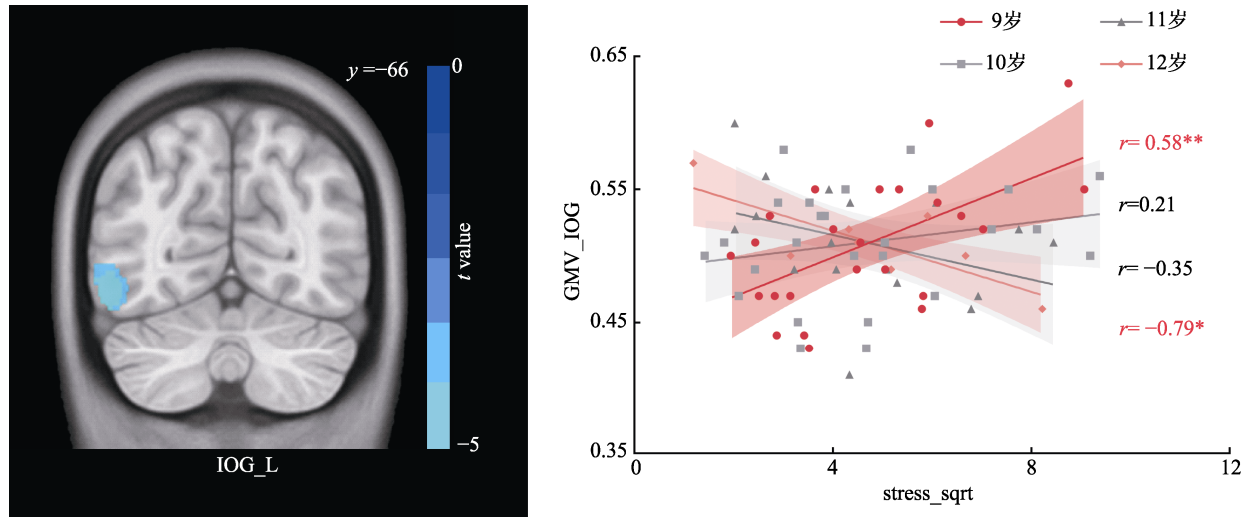 y =−66
0
t value
−5
IOG_L
9岁
11岁
10岁
12岁
0.65
0.55
0.45
0.35
GMV_IOG
0
4
8
12
stress_sqrt
r= 0.58**
r=0.21
r= −0.35
r= −0.79*